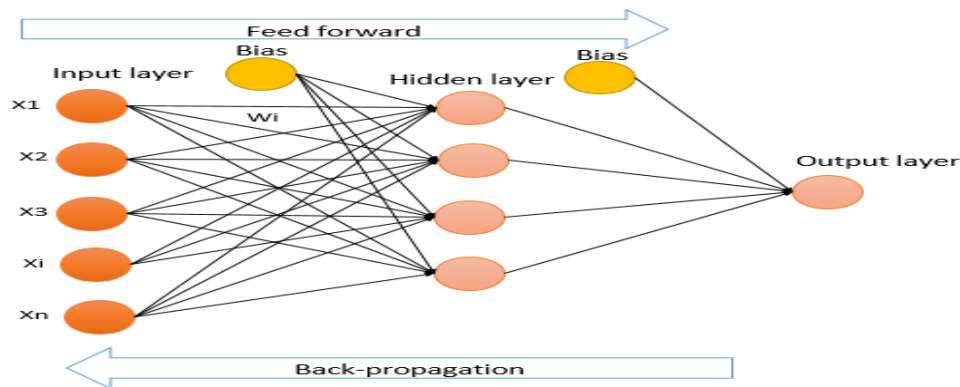 Feed forward
Bias
Bias
Input layer
Hidden layer
X1
Wi
X2
Output layer
X3
Xi
Xn
Back-propagation